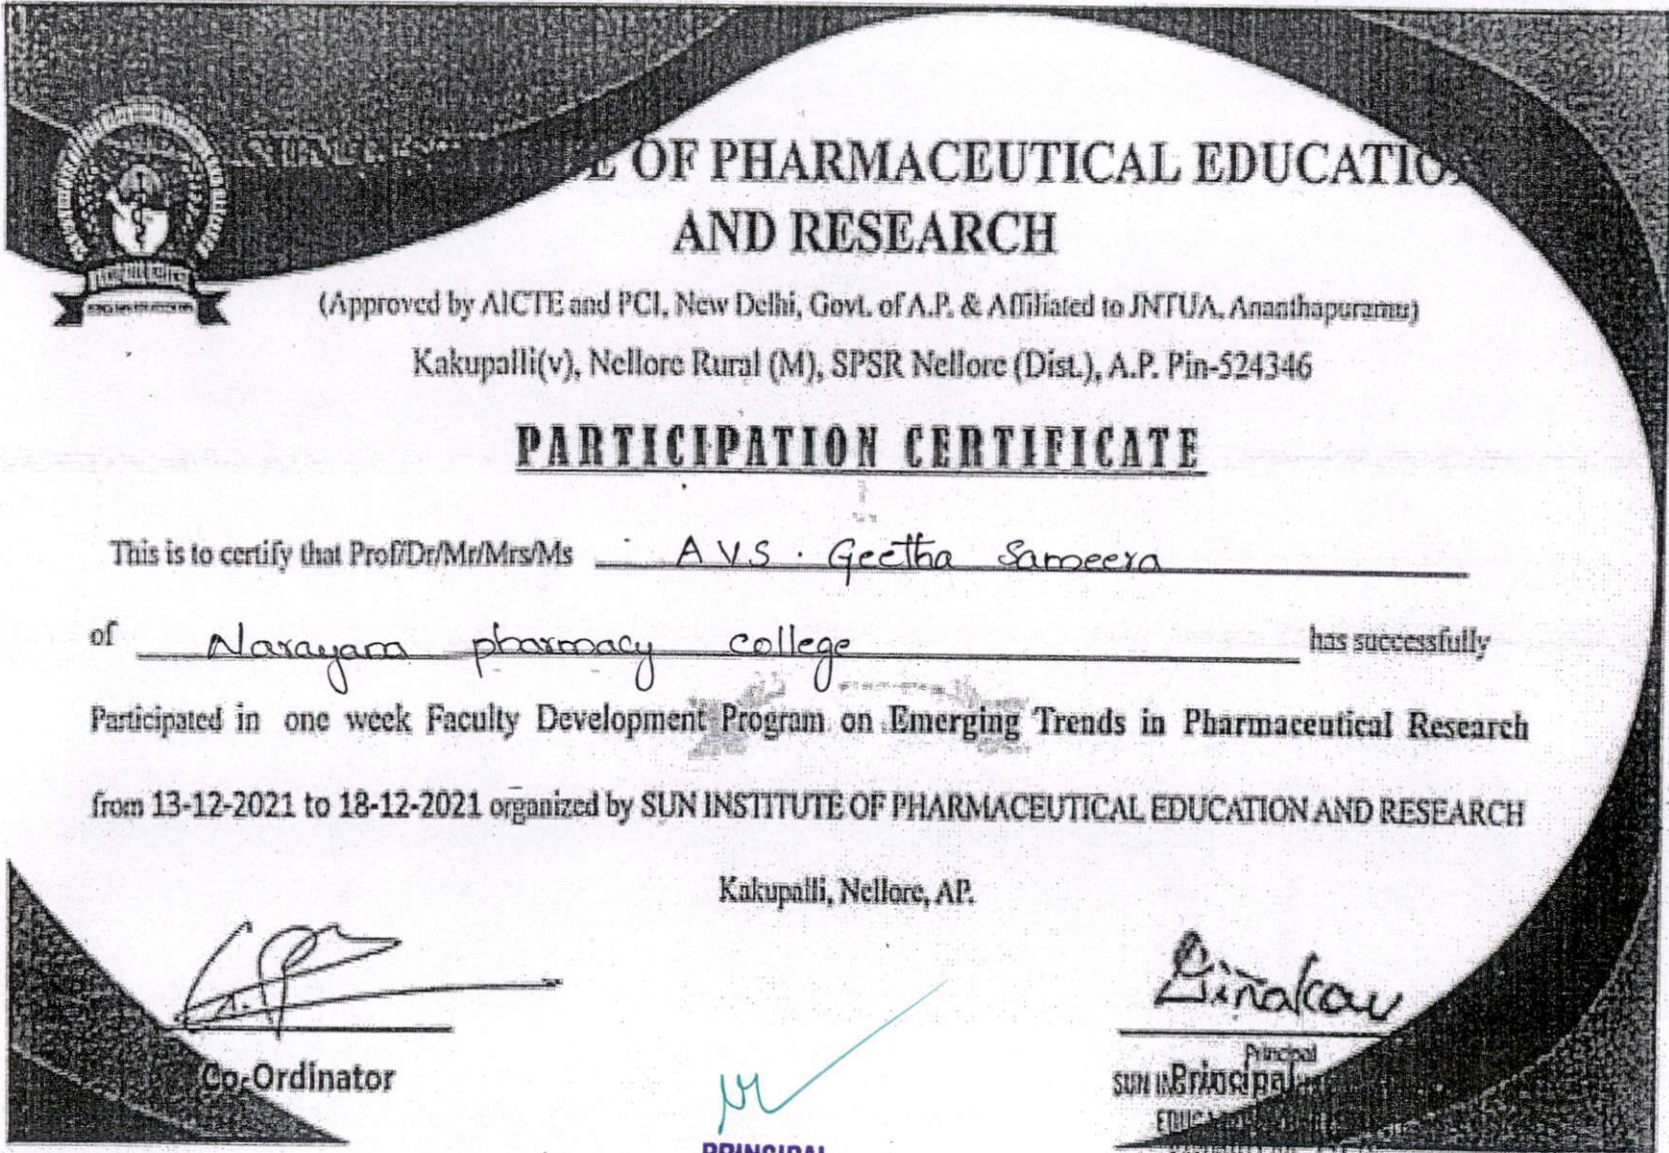 E OF PHARMACEUTICAL EDUCATIO
AND RESEARCH
(Approved by AICTE and PCI, New Delhi, Govt. of A.P. & Affiliated to JNTUA, Ananthapuramu)
Kakupalli(v), Nellore Rural (M), SPSR Nellore (Dist.), A.P. Pin-524346
PARTICIPATION CERTIFICATE
This is to certify that Prof/Dr/Mr/Mrs/Ms A V S . Geetha Sameera
of Narayana pharmacy college has successfully
Participated in one week Faculty Development Program on Emerging Trends in Pharmaceutical Research
from 13-12-2021 to 18-12-2021 organized by SUN INSTITUTE OF PHARMACEUTICAL EDUCATION AND RESEARCH
Kakupalli, Nellore, AP.
Co-Ordinator
Principal
SUN Principal
PRINCIPAL